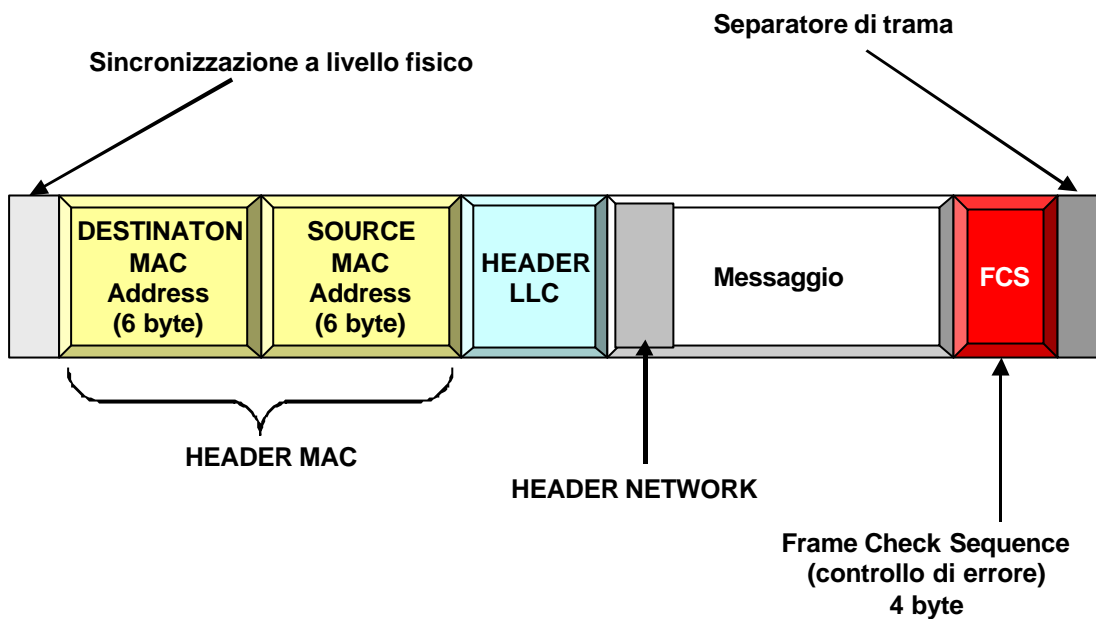 Separatore di trama
Sincronizzazione a livello fisico
DESTINATON
MAC
Address
(6 byte)
SOURCE
MAC
Address
(6 byte)
HEADER
LLC
Messaggio
FCS
HEADER MAC
HEADER NETWORK
Frame Check Sequence
(controllo di errore)
4 byte